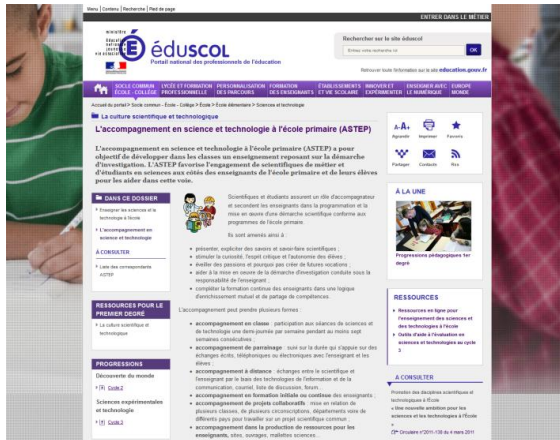 Menu | Contenu | Recherche | Pied de page
ENTRER DANS LE MÉTIER
éduSCOL
Portail national des professionnels de l'éducation
Rechercher sur le site éduscol
Entrez votre recherche ici
OK
Retrouver toute l'information sur le site education.gouv.fr
SOCLE COMMUN ÉCOLE - COLLÈGE
LYCÉE ET FORMATION PROFESSIONNELLE
PERSONNALISATION DES PARCOURS
FORMATION DES ENSEIGNANTS
ÉTABLISSEMENTS ET VIE SCOLAIRE
INNOVER ET EXPÉRIMENTER
ENSEIGNER AVEC LE NUMÉRIQUE
EUROPE MONDE
Accueil du portail > Socle commun - École - Collège > École > École élémentaire > Sciences et technologie
La culture scientifique et technologique
L'accompagnement en science et technologie à l'école primaire (ASTEP)
L'accompagnement en science et technologie à l'école primaire (ASTEP) a pour
objectif de développer dans les classes un enseignement reposant sur la démarche
d'investigation. L'ASTEP favorise l'engagement de scientifiques de métier et
d'étudiants en sciences aux côtés des enseignants de l'école primaire et de leurs élèves
pour les aider dans cette voie.
DANS CE DOSSIER
Enseigner les sciences et la
technologie à l'école
L'accompagnement en
science et technologie
À CONSULTER
Liste des correspondants
ASTEP
RESSOURCES POUR LE
PREMIER DEGRÉ
La culture scientifique et
technologique
PROGRESSIONS
Découverte du monde
Cycle 2
Sciences expérimentales
et technologie
Cycle 3
Scientifiques et étudiants assurent un rôle d'accompagnateur
et secondent les enseignants dans la programmation et la
mise en œuvre d'une démarche scientifique conforme aux
programmes de l'école primaire.
Ils sont amenés ainsi à :
présenter, expliciter des savoirs et savoir-faire scientifiques ;
stimuler la curiosité, l'esprit critique et l'autonomie des élèves ;
éveiller des passions et pourquoi pas créer de futures vocations ;
aider à la mise en œuvre de la démarche d'investigation conduite sous la
responsabilité de l'enseignant ;
compléter la formation continue des enseignants dans une logique
d'enrichissement mutuel et de partage de compétences.
L'accompagnement peut prendre plusieurs formes :
accompagnement en classe : participation aux séances de sciences et
de technologie une demi-journée par semaine pendant au moins sept
semaines consécutives ;
accompagnement de parrainage : suivi sur la durée qui s'appuie sur des
échanges écrits, téléphoniques ou électroniques avec l'enseignant et les
élèves ;
accompagnement à distance : échanges entre le scientifique et
l'enseignant par le biais des technologies de l'information et de la
communication, courriel, liste de discussion, forum...
accompagnement en formation initiale ou continue des enseignants ;
accompagnement de projets collaboratifs : mise en relation de
plusieurs classes, de plusieurs circonscriptions, départements voire de
différents pays pour travailler sur un projet scientifique commun ;
accompagnement dans la production de ressources pour les
enseignants, sites, ouvrages, mallettes sciences...
A-A+
Agrandir
Imprimer
Favoris
Partager
Contacts
Rss
À LA UNE
Progressions pédagogiques 1er
degré
RESSOURCES
Ressources en ligne pour
l'enseignement des sciences et
des technologies à l'école
Outils d'aide à l'évaluation en
sciences et technologies au cycle
3
A CONSULTER
Promotion des disciplines scientifiques et
technologiques à l'École
« Une nouvelle ambition pour les
sciences et les technologies à l'École
»
Circulaire n°2011-138 du 4 mars 2011